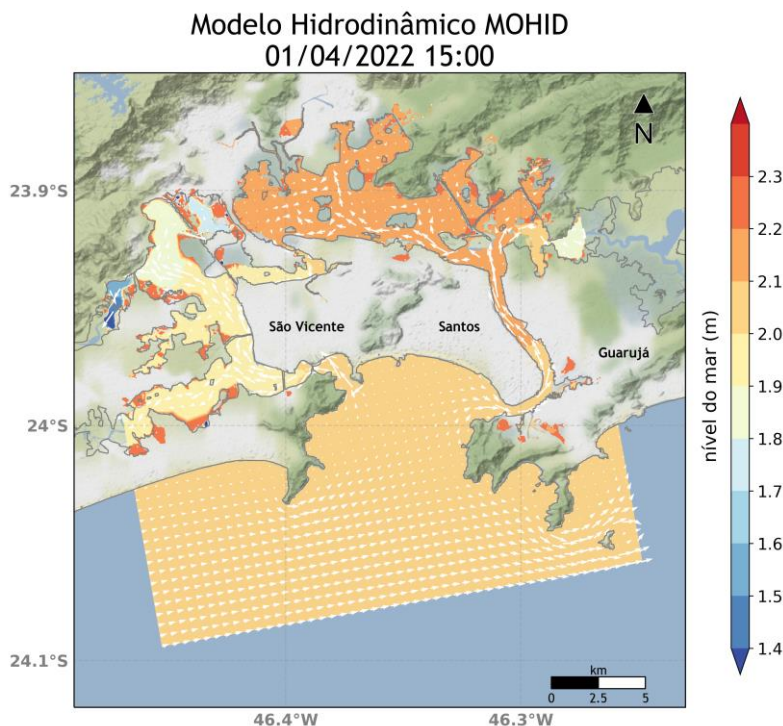 Modelo Hidrodinâmico MOHID
01/04/2022 15:00
N
23.9°S
24°S
24.1°S
46.4°W
46.3°W
São Vicente
Santos
Guarujá
km
0 2.5 5
2.3
2.2
2.1
2.0
1.9
1.8
1.7
1.6
1.5
1.4
nível do mar (m)